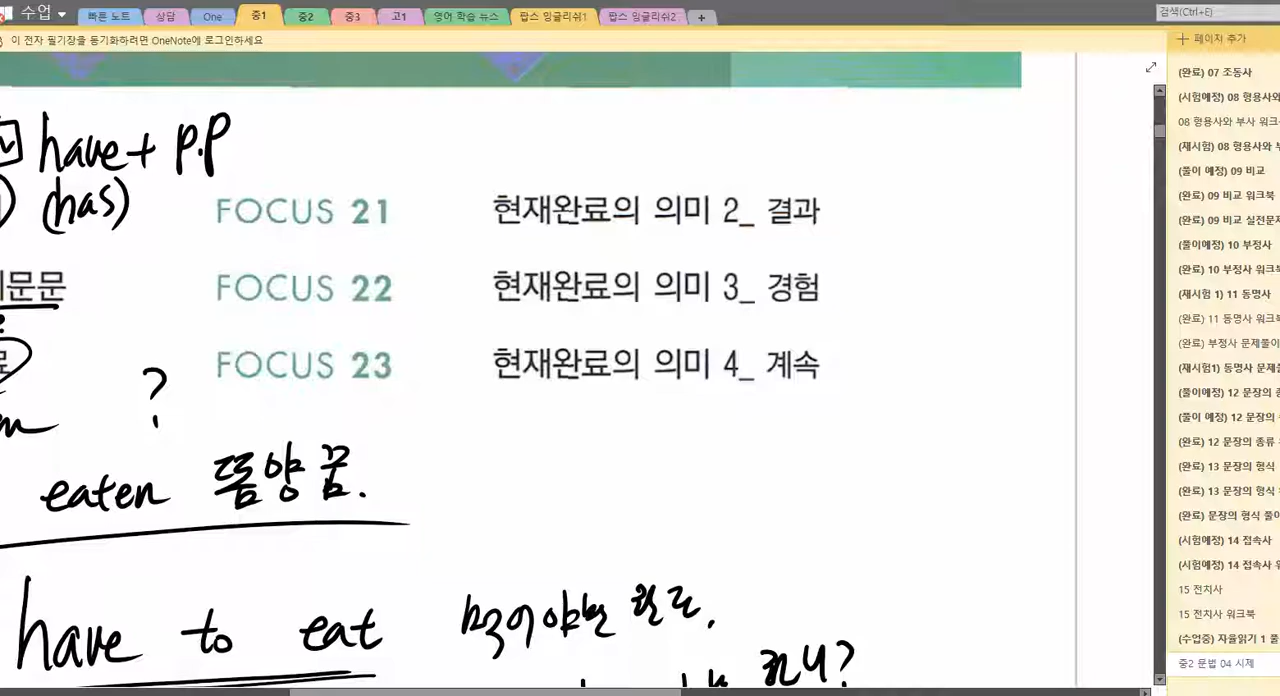 수업
빠른 노트 상담 One 중1 중2 중3 고1 영어 학습 뉴스 팝스 잉글리쉬1 팝스 잉글리쉬2 +
검색(Ctrl+E)
이 전자 필기장을 동기화하려면 OneNote에 로그인하세요
페이지 추가
have + p.p
(has)
FOCUS 21 현재완료의 의미 2_ 결과
FOCUS 22 현재완료의 의미 3_ 경험
문문
FOCUS 23 현재완료의 의미 4_ 계속
?
eaten 똠양꿈.
have to eat
?
(완료) 07 조동사
(시험예정) 08 형용사와
08 형용사와 부사 워크
(재시험) 08 형용사와
(풀이 예정) 09 비교
(완료) 09 비교 워크북
(완료) 09 비교 실전문제
(풀이예정) 10 부정사
(완료) 10 부정사 워크북
(재시험 1) 11 동명사
(완료) 11 동명사 워크북
(완료) 부정사 문제풀이
(재시험1) 동명사 문제
(풀이예정) 12 문장의
(풀이 예정) 12 문장의
(완료) 12 문장의 종류
(완료) 13 문장의 형식
(완료) 13 문장의 형식
(완료) 문장의 형식 풀이
(시험예정) 14 접속사
(시험예정) 14 접속사
15 전치사
15 전치사 워크북
(수업중) 자율읽기 1
중2 문법 04 시제